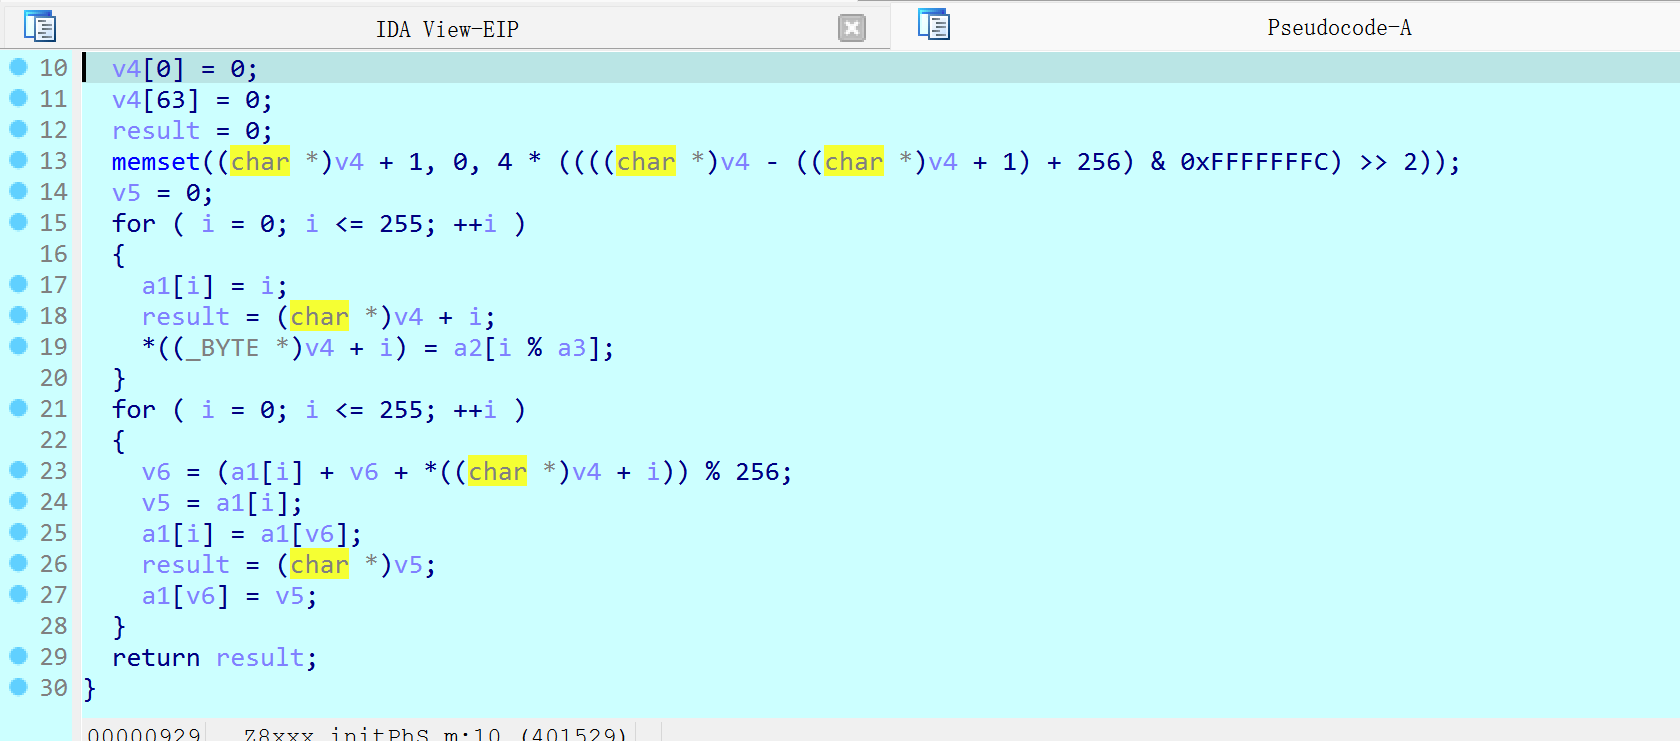 IDA View-EIP
Pseudocode-A
10 v4[0] = 0;
11 v4[63] = 0;
12 result = 0;
13 memset((char *)v4 + 1, 0, 4 * ((((char *)v4 - ((char *)v4 + 1) + 256) & 0xFFFFFFFC) >> 2));
14 v5 = 0;
15 for ( i = 0; i <= 255; ++i )
16 {
17 a1[i] = i;
18 result = (char *)v4 + i;
19 *((_BYTE *)v4 + i) = a2[i % a3];
20 }
21 for ( i = 0; i <= 255; ++i )
22 {
23 v6 = (a1[i] + v6 + *((char *)v4 + i)) % 256;
24 v5 = a1[i];
25 a1[i] = a1[v6];
26 result = (char *)v5;
27 a1[v6] = v5;
28 }
29 return result;
30 }
00000929 Z8xxx_initPhS_m:10 (401529)